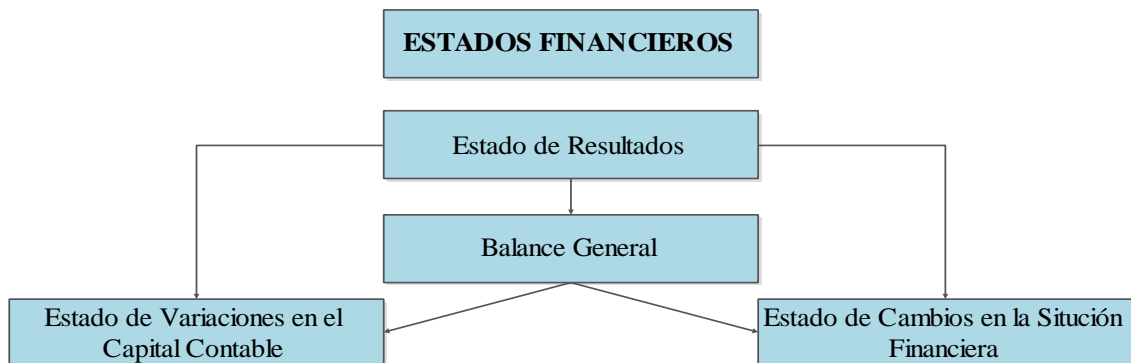 ESTADOS FINANCIEROS
Estado de Resultados
Balance General
Estado de Variaciones en el
Capital Contable
Estado de Cambios en la Situción
Financiera